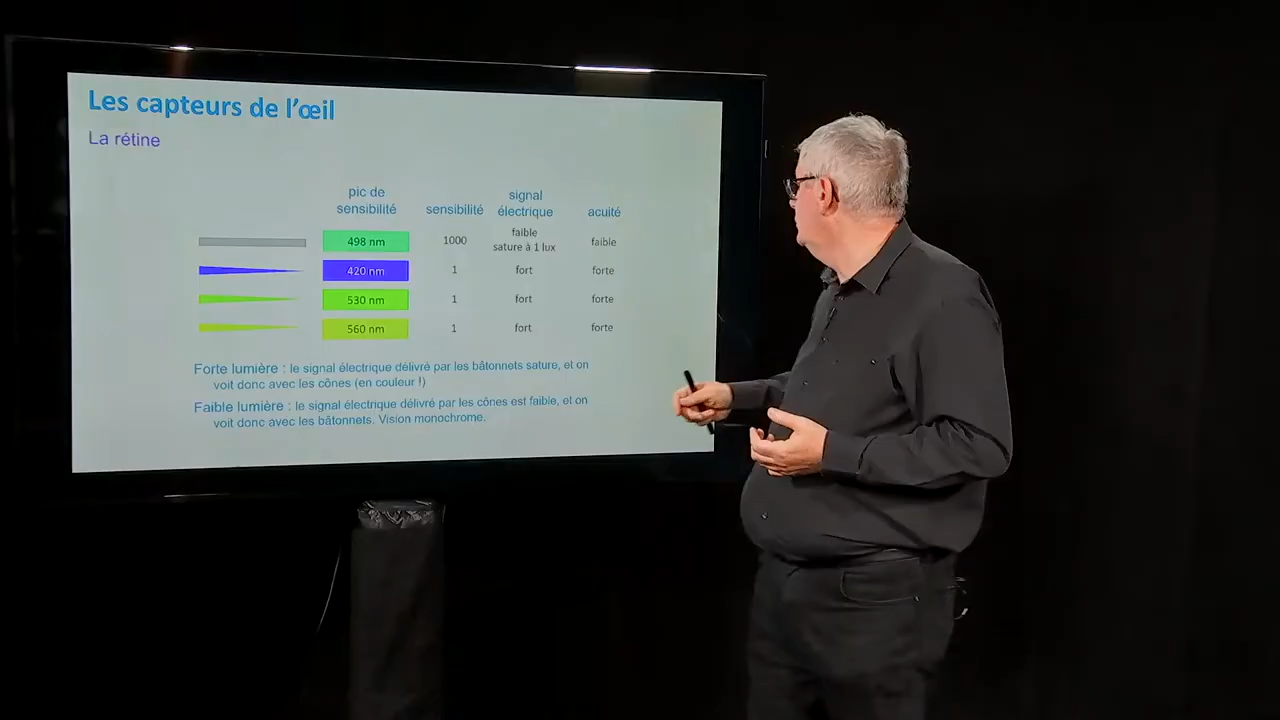 Les capteurs de l'œil
La rétine
pic de sensibilité
sensibilité
signal électrique
acuité
498 nm
1000
faible
sature à 1 lux
faible
420 nm
1
fort
forte
530 nm
1
fort
forte
560 nm
1
fort
forte
Forte lumière : le signal électrique délivré par les bâtonnets sature, et on
voit donc avec les cônes (en couleur !)
Faible lumière : le signal électrique délivré par les cônes est faible, et on
voit donc avec les bâtonnets. Vision monochrome.